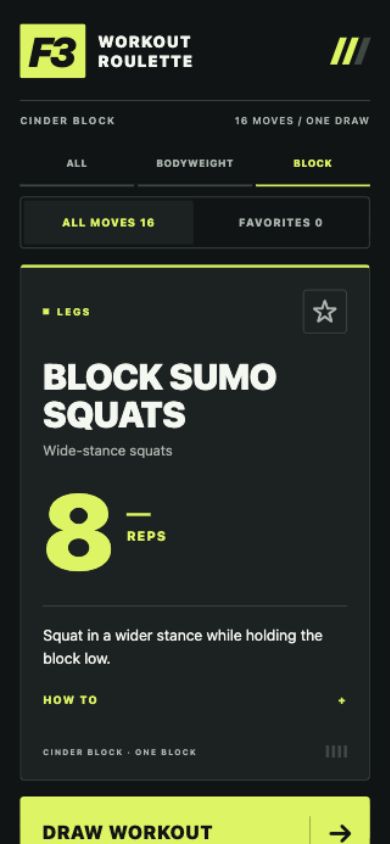 F3 WORKOUT
ROULETTE
CINDER BLOCK 16 MOVES / ONE DRAW
ALL BODYWEIGHT BLOCK
ALL MOVES 16 FAVORITES 0
LEGS
BLOCK SUMO
SQUATS
Wide-stance squats
8 REPS
Squat in a wider stance while holding the
block low.
HOW TO +
CINDER BLOCK · ONE BLOCK
DRAW WORKOUT →